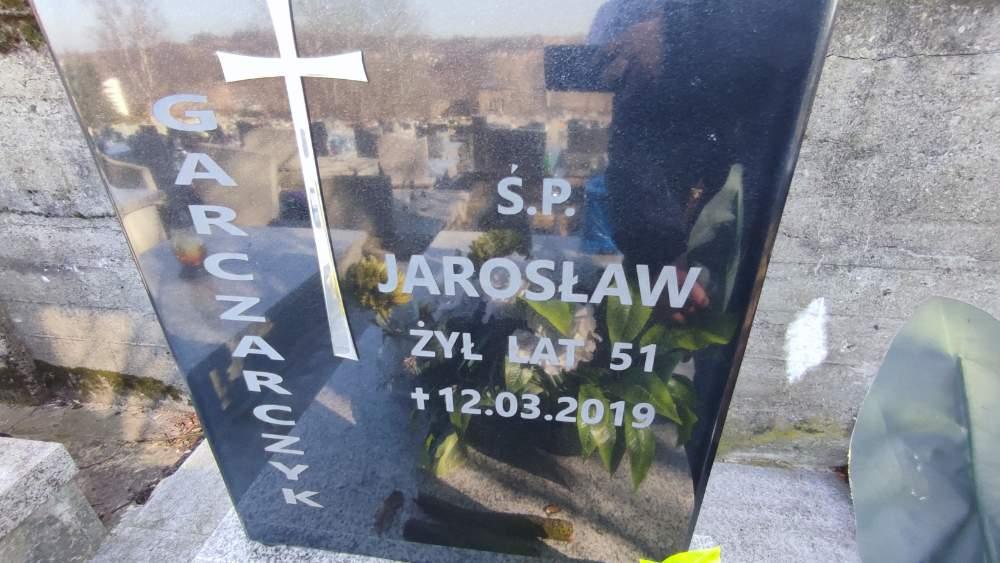 GARCZARCZYK
Ś.P.
JAROSŁAW
ŻYŁ LAT 51
✝12.03.2019